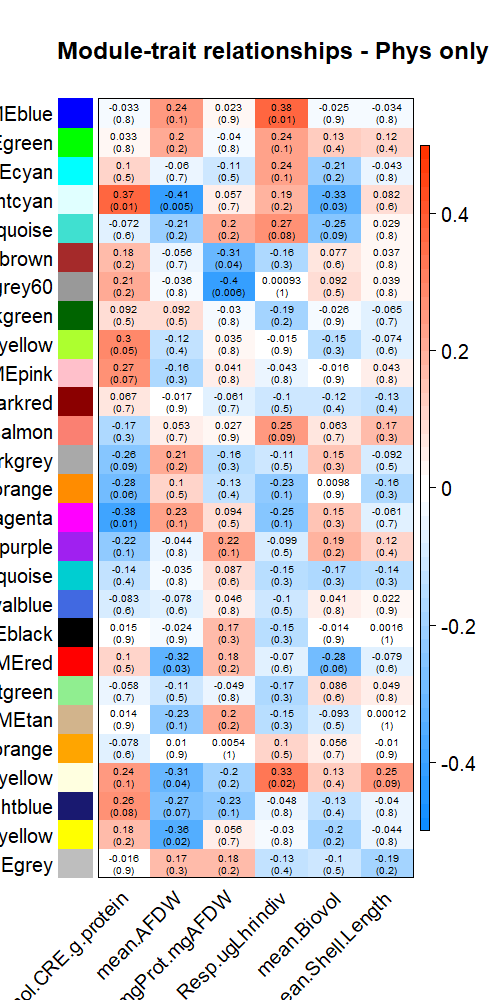 Module-trait relationships - Phys only
MEblue -0.033 0.24 0.023 0.38 -0.025 -0.034
(0.8) (0.1) (0.9) (0.01) (0.9) (0.8)
Egreen 0.033 0.2 -0.04 0.24 0.13 0.12
(0.8) (0.2) (0.8) (0.1) (0.4) (0.4)
Ecyan 0.1 -0.06 -0.11 0.24 -0.21 -0.043
(0.5) (0.7) (0.5) (0.1) (0.2) (0.8)
ntcyan 0.37 -0.41 0.057 0.19 -0.33 0.082
(0.01) (0.005) (0.7) (0.2) (0.03) (0.6)
quoise -0.072 -0.21 0.2 0.27 -0.25 0.029
(0.6) (0.2) (0.2) (0.08) (0.09) (0.8)
brown 0.18 -0.056 -0.31 -0.16 0.077 0.037
(0.2) (0.7) (0.04) (0.3) (0.6) (0.8)
grey60 0.21 -0.036 -0.4 0.00093 0.092 0.039
(0.2) (0.8) (0.006) (1) (0.5) (0.8)
kgreen 0.092 0.092 -0.03 -0.19 -0.026 -0.065
(0.5) (0.5) (0.8) (0.2) (0.9) (0.7)
yellow 0.3 -0.12 0.035 -0.015 -0.15 -0.074
(0.05) (0.4) (0.8) (0.9) (0.3) (0.6)
MEpink 0.27 -0.16 0.041 -0.043 -0.016 0.043
(0.07) (0.3) (0.8) (0.8) (0.9) (0.8)
arkred 0.067 -0.017 -0.061 -0.1 -0.12 -0.13
(0.7) (0.9) (0.7) (0.5) (0.4) (0.4)
salmon -0.17 0.053 0.027 0.25 0.063 0.17
(0.3) (0.7) (0.9) (0.09) (0.7) (0.3)
rkgrey -0.26 0.21 -0.16 -0.11 0.15 -0.092
(0.09) (0.2) (0.3) (0.5) (0.3) (0.5)
orange -0.28 0.1 -0.13 -0.23 0.0098 -0.16
(0.06) (0.5) (0.4) (0.1) (0.9) (0.3)
agenta -0.38 0.23 0.094 -0.25 0.15 -0.061
(0.01) (0.1) (0.5) (0.1) (0.3) (0.7)
purple -0.22 -0.044 0.22 -0.099 0.19 0.12
(0.1) (0.8) (0.1) (0.5) (0.2) (0.4)
quoise -0.14 -0.035 0.087 -0.15 -0.17 -0.14
(0.4) (0.8) (0.6) (0.3) (0.3) (0.3)
yalblue -0.083 -0.078 0.046 -0.1 0.041 0.022
(0.6) (0.6) (0.8) (0.5) (0.8) (0.9)
Eblack 0.015 -0.024 0.17 -0.15 -0.014 0.0016
(0.9) (0.9) (0.3) (0.3) (0.9) (1)
MEred 0.1 -0.32 0.18 -0.07 -0.28 -0.079
(0.5) (0.03) (0.2) (0.6) (0.06) (0.6)
tgreen -0.058 -0.11 -0.049 -0.17 0.086 0.049
(0.7) (0.5) (0.8) (0.3) (0.6) (0.8)
MEtan 0.014 -0.23 0.2 -0.15 -0.093 0.00012
(0.9) (0.1) (0.2) (0.3) (0.5) (1)
orange -0.078 0.01 0.0054 0.1 0.056 -0.01
(0.6) (0.9) (1) (0.5) (0.7) (0.9)
yellow 0.24 -0.31 -0.2 0.33 0.13 0.25
(0.1) (0.04) (0.2) (0.02) (0.4) (0.09)
htblue 0.26 -0.27 -0.23 -0.048 -0.13 -0.04
(0.08) (0.07) (0.1) (0.8) (0.4) (0.8)
yellow 0.18 -0.36 0.056 -0.03 -0.2 -0.044
(0.2) (0.02) (0.7) (0.8) (0.2) (0.8)
Egrey -0.016 0.17 0.18 -0.13 -0.1 -0.19
(0.9) (0.3) (0.2) (0.4) (0.5) (0.2)
0.4
0.2
0
-0.2
-0.4
ol.CRE.g.protein
mean.AFDW
mgProt.mgAFDW
Resp.ugLhrindiv
mean.Biovol
ean.Shell.Length